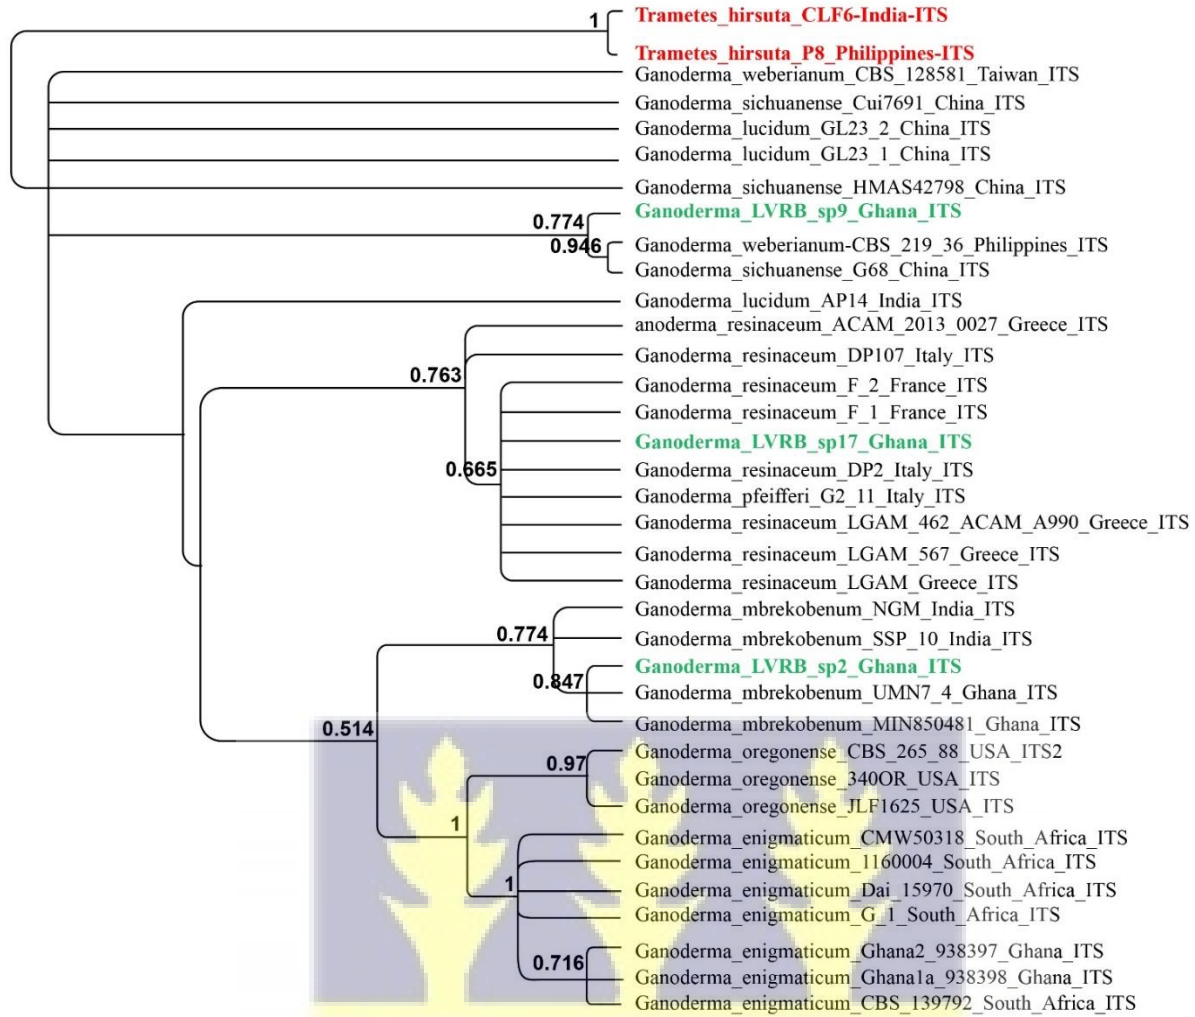 1
Trametes_hirsuta_CLF6-India-ITS
Trametes_hirsuta_P8_Philippines-ITS
Ganoderma_weberianum_CBS_128581_Taiwan_ITS
Ganoderma_sichuanense_Cui7691_China_ITS
Ganoderma_lucidum_GL23_2_China_ITS
Ganoderma_lucidum_GL23_1_China_ITS
Ganoderma_sichuanense_HMAS42798_China_ITS
Ganoderma_LVRB_sp9_Ghana_ITS
0.774
0.946
Ganoderma_weberianum-CBS_219_36_Philippines_ITS
Ganoderma_sichuanense_G68_China_ITS
Ganoderma_lucidum_AP14_India_ITS
anoderma_resinaceum_ACAM_2013_0027_Greece_ITS
Ganoderma_resinaceum_DP107_Italy_ITS
0.763
Ganoderma_resinaceum_F_2_France_ITS
Ganoderma_resinaceum_F_1_France_ITS
Ganoderma_LVRB_sp17_Ghana_ITS
0.665
Ganoderma_resinaceum_DP2_Italy_ITS
Ganoderma_pfeifferi_G2_11_Italy_ITS
Ganoderma_resinaceum_LGAM_462_ACAM_A990_Greece_ITS
Ganoderma_resinaceum_LGAM_567_Greece_ITS
Ganoderma_resinaceum_LGAM_Greece_ITS
Ganoderma_mbrekobenum_NGM_India_ITS
0.774
Ganoderma_mbrekobenum_SSP_10_India_ITS
Ganoderma_LVRB_sp2_Ghana_ITS
0.847
Ganoderma_mbrekobenum_UMN7_4_Ghana_ITS
Ganoderma_mbrekobenum_MIN850481_Ghana_ITS
0.514
Ganoderma_oregonense_CBS_265_88_USA_ITS2
0.97
Ganoderma_oregonense_340OR_USA_ITS
Ganoderma_oregonense_JLF1625_USA_ITS
1
Ganoderma_enigmaticum_CMW50318_South_Africa_ITS
Ganoderma_enigmaticum_1160004_South_Africa_ITS
1
Ganoderma_enigmaticum_Dai_15970_South_Africa_ITS
Ganoderma_enigmaticum_G_1_South_Africa_ITS
Ganoderma_enigmaticum_Ghana2_938397_Ghana_ITS
0.716
Ganoderma_enigmaticum_Ghana1a_938398_Ghana_ITS
Ganoderma_enigmaticum_CBS_139792_South_Africa_ITS